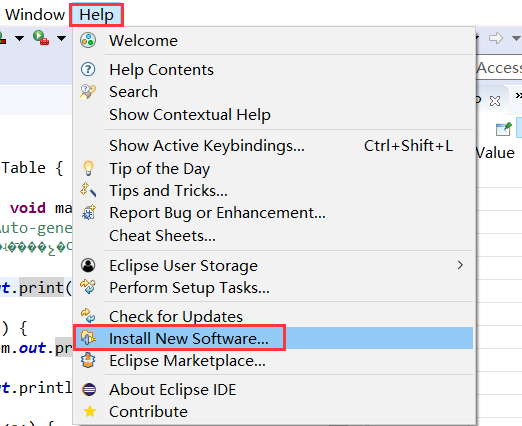 Window Help
Welcome
Help Contents
Search
Show Contextual Help
Show Active Keybindings... Ctrl+Shift+L
Tip of the Day
Tips and Tricks...
Report Bug or Enhancement...
Cheat Sheets...
Eclipse User Storage
Perform Setup Tasks...
Check for Updates
Install New Software...
Eclipse Marketplace...
About Eclipse IDE
Contribute
Access
Value
Table {
void ma
Auto-gene
ut.print(
) {
m.out.pr
ut.printl